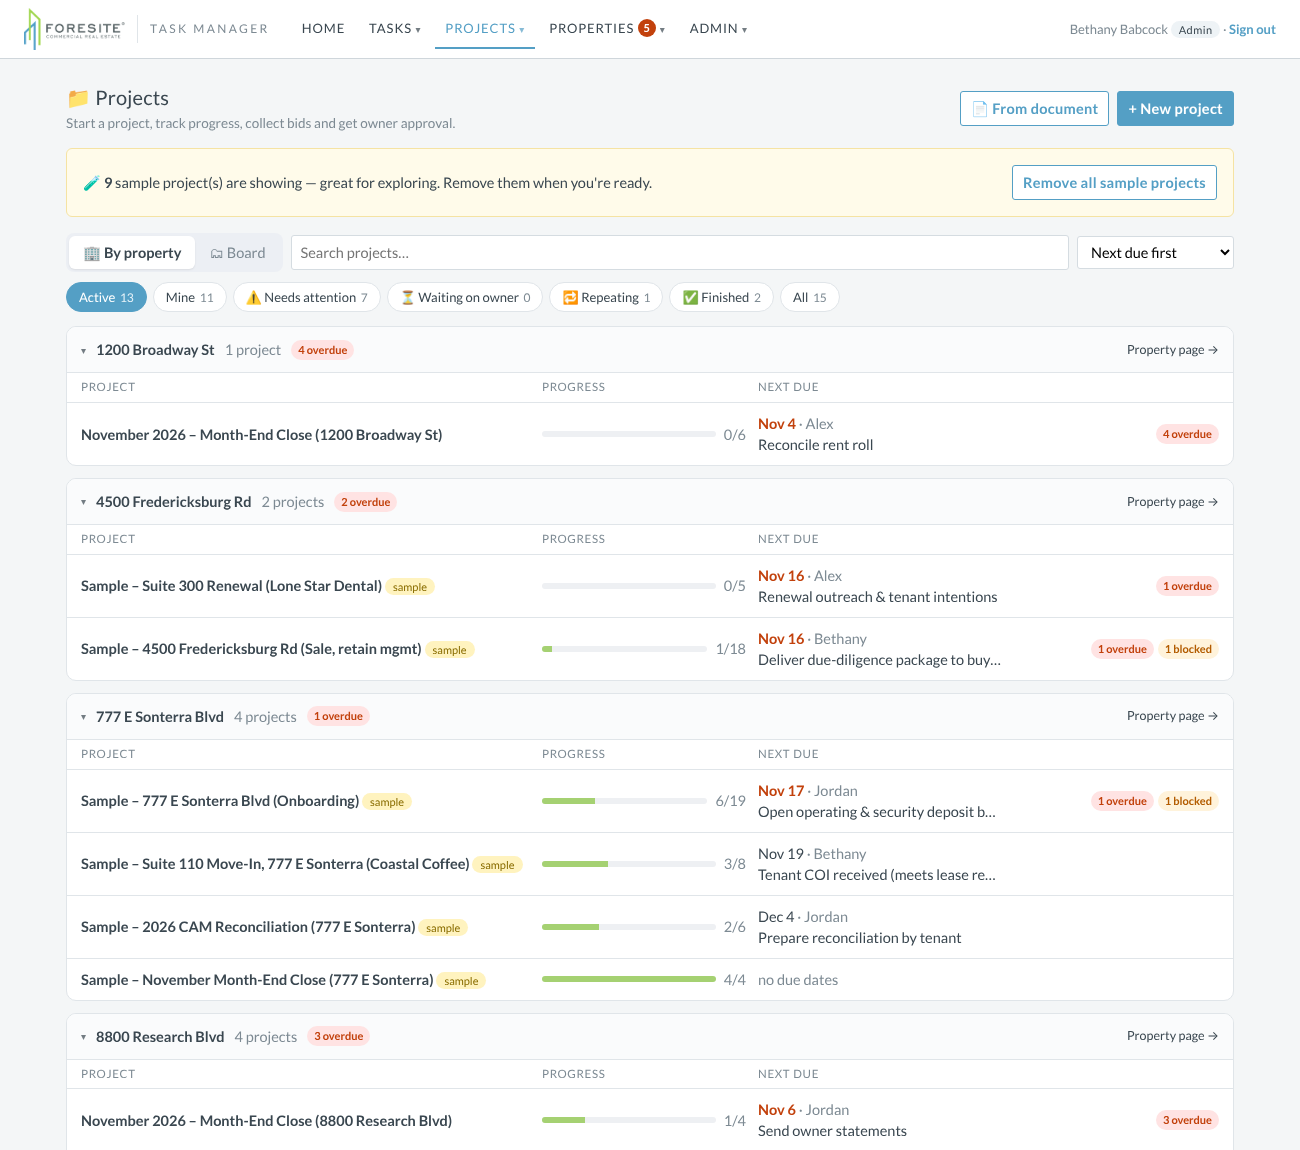 FORESITE®
COMMERCIAL REAL ESTATE
TASK MANAGER
HOME
TASKS ▾
PROJECTS ▾
PROPERTIES 5 ▾
ADMIN ▾
Bethany Babcock Admin · Sign out
📁 Projects
Start a project, track progress, collect bids and get owner approval.
📄 From document
+ New project
🧪 9 sample project(s) are showing — great for exploring. Remove them when you're ready.
Remove all sample projects
🏢 By property
🗂 Board
Search projects...
Next due first
Active 13
Mine 11
⚠️ Needs attention 7
⏳ Waiting on owner 0
🔁 Repeating 1
✅ Finished 2
All 15
▾ 1200 Broadway St 1 project 4 overdue Property page →
PROJECT PROGRESS NEXT DUE
November 2026 – Month-End Close (1200 Broadway St) 0/6
Nov 4 · Alex
Reconcile rent roll
4 overdue
▾ 4500 Fredericksburg Rd 2 projects 2 overdue Property page →
PROJECT PROGRESS NEXT DUE
Sample – Suite 300 Renewal (Lone Star Dental) sample 0/5
Nov 16 · Alex
Renewal outreach & tenant intentions
1 overdue
Sample – 4500 Fredericksburg Rd (Sale, retain mgmt) sample 1/18
Nov 16 · Bethany
Deliver due-diligence package to buy...
1 overdue 1 blocked
▾ 777 E Sonterra Blvd 4 projects 1 overdue Property page →
PROJECT PROGRESS NEXT DUE
Sample – 777 E Sonterra Blvd (Onboarding) sample 6/19
Nov 17 · Jordan
Open operating & security deposit b...
1 overdue 1 blocked
Sample – Suite 110 Move-In, 777 E Sonterra (Coastal Coffee) sample 3/8
Nov 19 · Bethany
Tenant COI received (meets lease re...
Sample – 2026 CAM Reconciliation (777 E Sonterra) sample 2/6
Dec 4 · Jordan
Prepare reconciliation by tenant
Sample – November Month-End Close (777 E Sonterra) sample 4/4 no due dates
▾ 8800 Research Blvd 4 projects 3 overdue Property page →
PROJECT PROGRESS NEXT DUE
November 2026 – Month-End Close (8800 Research Blvd) 1/4
Nov 6 · Jordan
Send owner statements
3 overdue